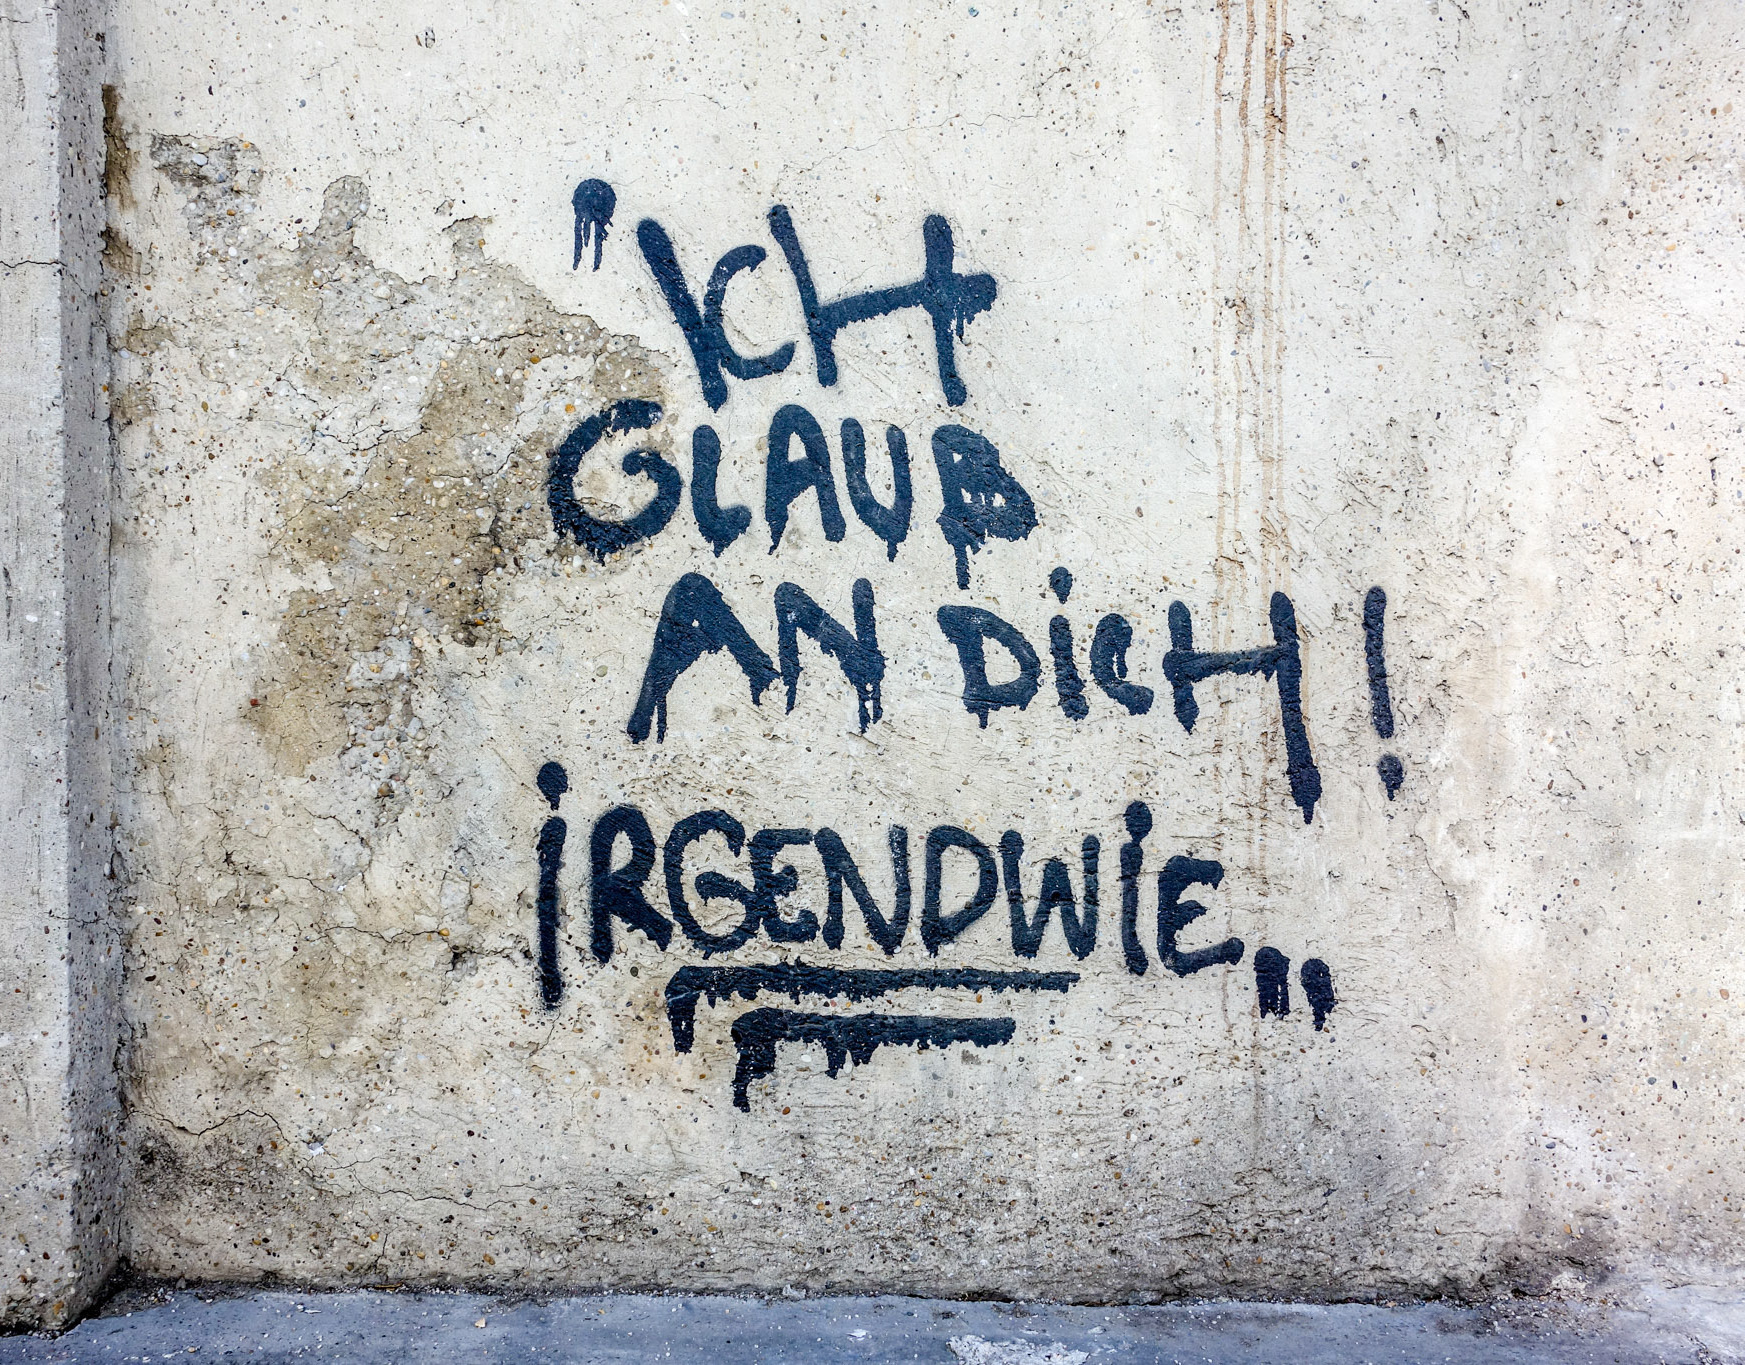 "ICH
GLAUB
AN DiCH!
iRGENDWiE"